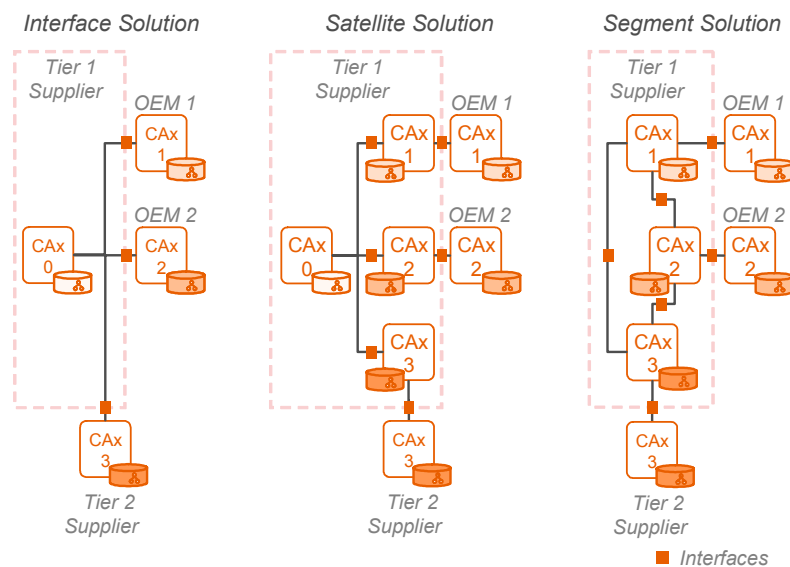 Interface Solution
Tier 1
Supplier
OEM 1
CAx
1
OEM 2
CAx
0
CAx
2
CAx
3
Tier 2
Supplier
Satellite Solution
Tier 1
Supplier
OEM 1
CAx
1
CAx
1
OEM 2
CAx
0
CAx
2
CAx
2
CAx
3
CAx
3
Tier 2
Supplier
Segment Solution
Tier 1
Supplier
OEM 1
CAx
1
CAx
1
OEM 2
CAx
2
CAx
2
CAx
3
CAx
3
Tier 2
Supplier
Interfaces